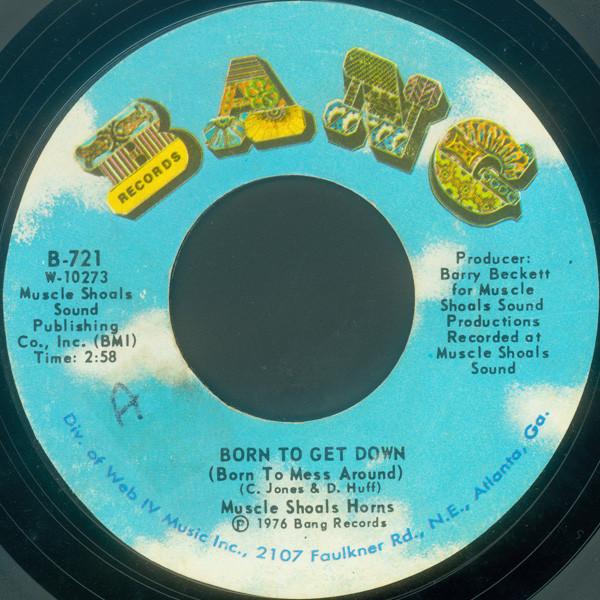 BANG
RECORDS
B-721
W-10273
Muscle Shoals
Sound
Publishing
Co., Inc. (BMI)
Time: 2:58
Producer:
Barry Beckett
for Muscle
Shoals Sound
Productions
Recorded at
Muscle Shoals
Sound
A
BORN TO GET DOWN
(Born To Mess Around)
(C. Jones & D. Huff)
Muscle Shoals Horns
Ⓟ 1976 Bang Records
Div. of Web IV Music Inc., 2107 Faulkner Rd., N.E., Atlanta, Ga.